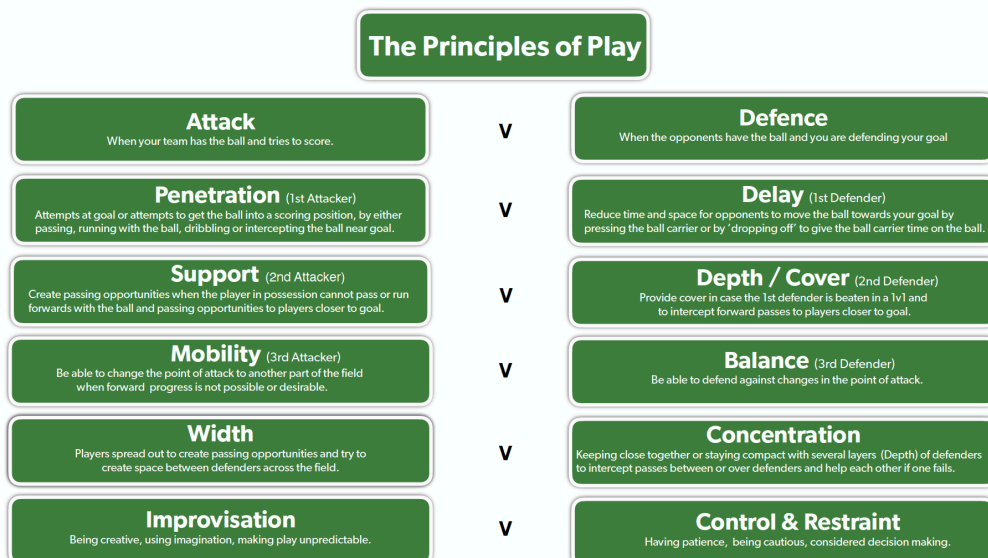 The Principles of Play
Attack
When your team has the ball and tries to score.
V
Defence
When the opponents have the ball and you are defending your goal
Penetration (1st Attacker)
Attempts at goal or attempts to get the ball into a scoring position, by either
passing, running with the ball, dribbling or intercepting the ball near goal.
V
Delay (1st Defender)
Reduce time and space for opponents to move the ball towards your goal by
pressing the ball carrier or by ‘dropping off’ to give the ball carrier time on the ball.
Support (2nd Attacker)
Create passing opportunities when the player in possession cannot pass or run
forwards with the ball and passing opportunities to players closer to goal.
V
Depth / Cover (2nd Defender)
Provide cover in case the 1st defender is beaten in a 1v1 and
to intercept forward passes to players closer to goal.
Mobility (3rd Attacker)
Be able to change the point of attack to another part of the field
when forward progress is not possible or desirable.
V
Balance (3rd Defender)
Be able to defend against changes in the point of attack.
Width
Players spread out to create passing opportunities and try to
create space between defenders across the field.
V
Concentration
Keeping close together or staying compact with several layers (Depth) of defenders
to intercept passes between or over defenders and help each other if one fails.
Improvisation
Being creative, using imagination, making play unpredictable.
V
Control & Restraint
Having patience, being cautious, considered decision making.